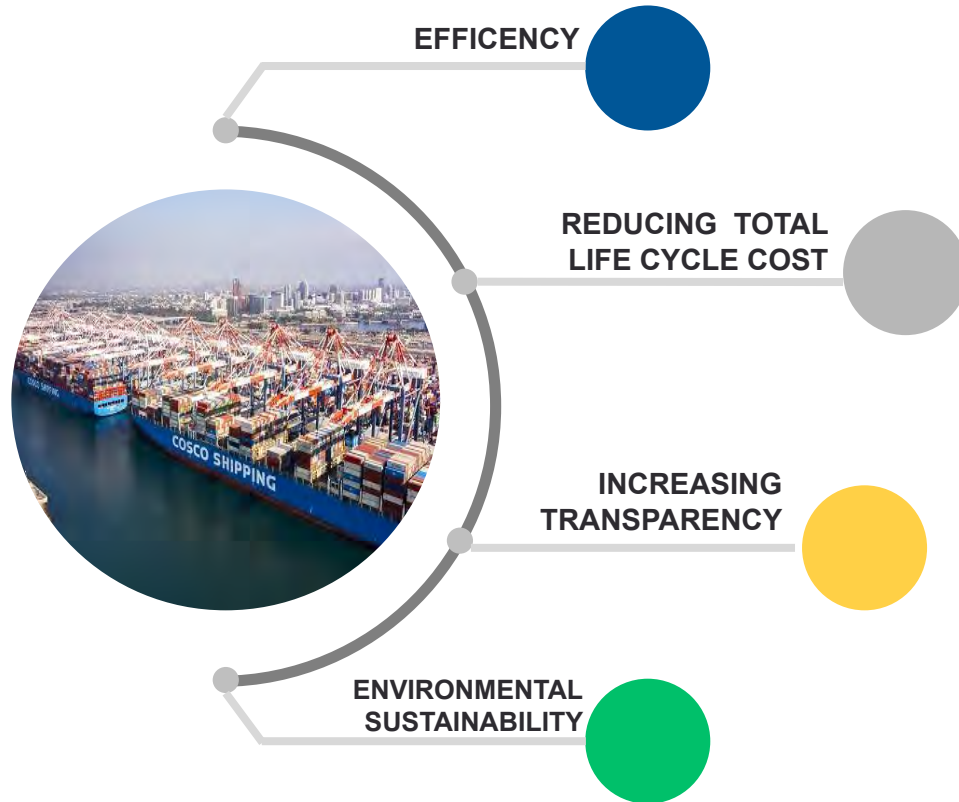 EFFICENCY
REDUCING TOTAL
LIFE CYCLE COST
COSCO SHIPPING
COSCO SHIPPING
INCREASING
TRANSPARENCY
ENVIRONMENTAL
SUSTAINABILITY